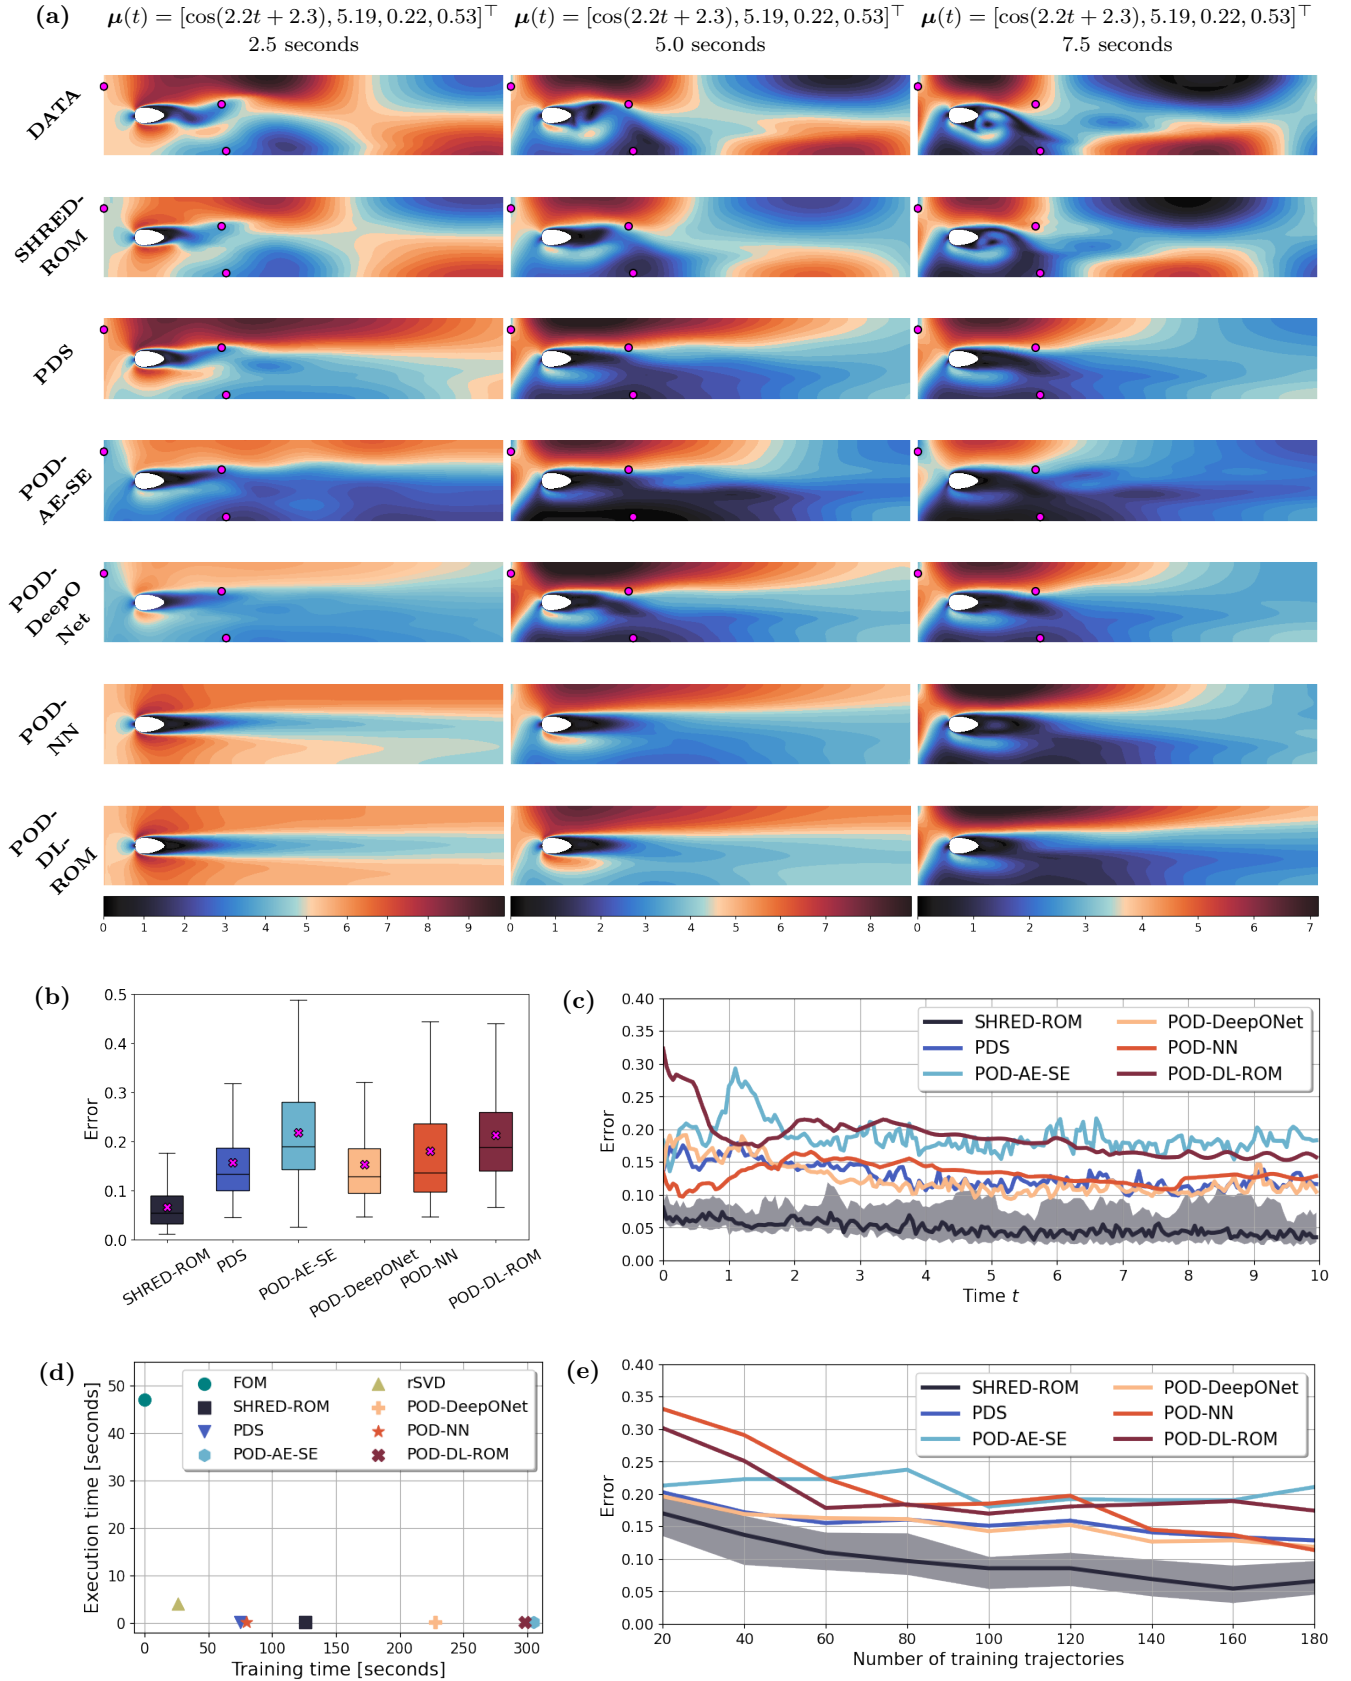 (a) μ(t) = [cos(2.2t + 2.3), 5.19, 0.22, 0.53]⊤ μ(t) = [cos(2.2t + 2.3), 5.19, 0.22, 0.53]⊤ μ(t) = [cos(2.2t + 2.3), 5.19, 0.22, 0.53]⊤
2.5 seconds 5.0 seconds 7.5 seconds
DATA
SHRED-
ROM
PDS
POD-
AE-SE
POD-
DeepO
Net
POD-
NN
POD-
DL-
ROM
0 1 2 3 4 5 6 7 8 9 0 1 2 3 4 5 6 7 8 0 1 2 3 4 5 6 7
(b)
Error
0.5
0.4
0.3
0.2
0.1
0.0
SHRED-ROM PDS POD-AE-SE POD-DeepONet POD-NN POD-DL-ROM
(c)
Error
0.40
0.35
0.30
0.25
0.20
0.15
0.10
0.05
0.00
SHRED-ROM POD-DeepONet
PDS POD-NN
POD-AE-SE POD-DL-ROM
0 1 2 3 4 5 6 7 8 9 10
Time t
(d)
Execution time [seconds]
50
40
30
20
10
0
FOM rSVD
SHRED-ROM POD-DeepONet
PDS POD-NN
POD-AE-SE POD-DL-ROM
0 50 100 150 200 250 300
Training time [seconds]
(e)
Error
0.40
0.35
0.30
0.25
0.20
0.15
0.10
0.05
0.00
SHRED-ROM POD-DeepONet
PDS POD-NN
POD-AE-SE POD-DL-ROM
20 40 60 80 100 120 140 160 180
Number of training trajectories